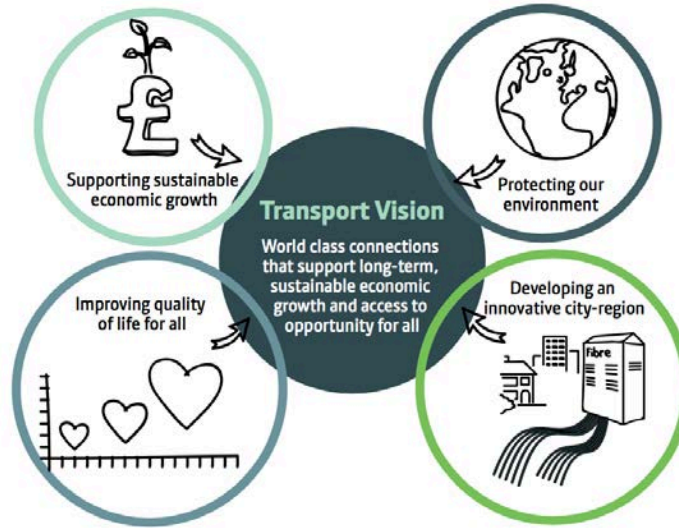 Supporting sustainable
economic growth
Protecting our
environment
Transport Vision
World class connections
that support long-term,
sustainable economic
growth and access to
opportunity for all
Improving quality
of life for all
Developing an
innovative city-region
Fibre